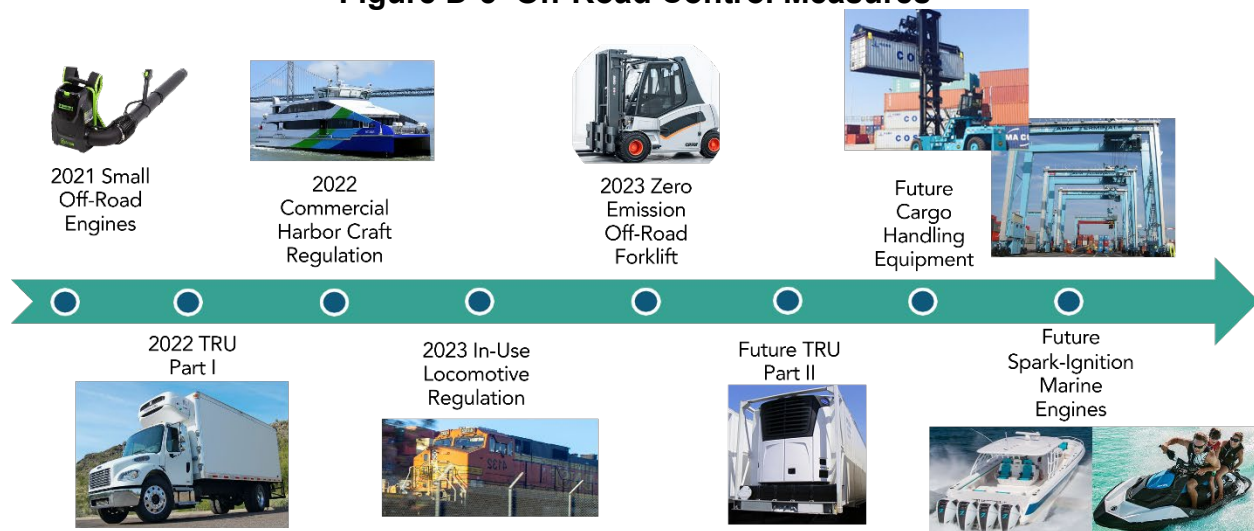 2021 Small
Off-Road
Engines
2022
Commercial
Harbor Craft
Regulation
2023 Zero
Emission
Off-Road
Forklift
Future
Cargo
Handling
Equipment
2022 TRU
Part I
2023 In-Use
Locomotive
Regulation
Future TRU
Part II
Future
Spark-Ignition
Marine
Engines